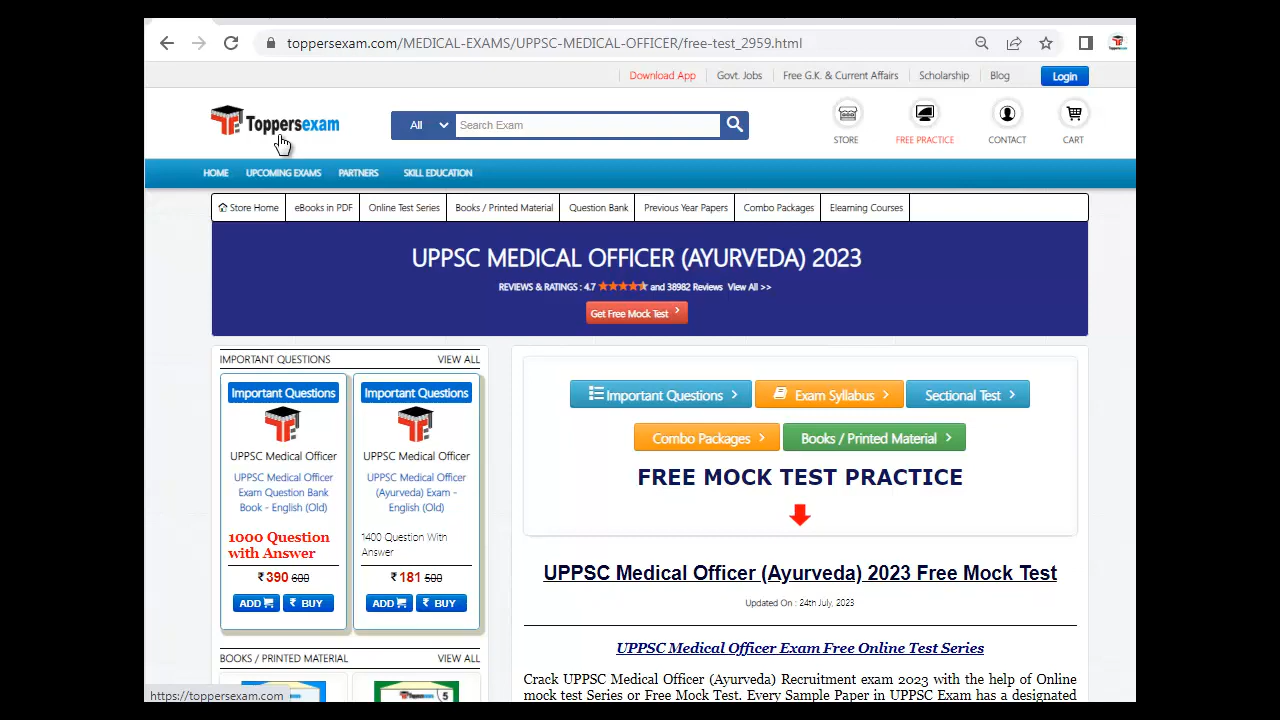 toppersexam.com/MEDICAL-EXAMS/UPPSC-MEDICAL-OFFICER/free-test_2959.html
Download App Govt. Jobs Free G.K. & Current Affairs Scholarship Blog Login
Toppersexam
All Search Exam
STORE FREE PRACTICE CONTACT CART
HOME UPCOMING EXAMS PARTNERS SKILL EDUCATION
Store Home eBooks in PDF Online Test Series Books / Printed Material Question Bank Previous Year Papers Combo Packages Elearning Courses
UPPSC MEDICAL OFFICER (AYURVEDA) 2023
REVIEWS & RATINGS : 4.7 and 38982 Reviews View All >>
Get Free Mock Test
IMPORTANT QUESTIONS VIEW ALL
Important Questions
UPPSC Medical Officer
UPPSC Medical Officer
Exam Question Bank
Book - English (Old)
1000 Question
with Answer
₹ 390 600
ADD ₹ BUY
Important Questions
UPPSC Medical Officer
UPPSC Medical Officer
(Ayurveda) Exam -
English (Old)
1400 Question With
Answer
₹ 181 500
ADD ₹ BUY
BOOKS / PRINTED MATERIAL VIEW ALL
5
https://toppersexam.com
Important Questions Exam Syllabus Sectional Test
Combo Packages Books / Printed Material
FREE MOCK TEST PRACTICE
UPPSC Medical Officer (Ayurveda) 2023 Free Mock Test
Updated On : 24th July, 2023
UPPSC Medical Officer Exam Free Online Test Series
Crack UPPSC Medical Officer (Ayurveda) Recruitment exam 2023 with the help of Online
mock test Series or Free Mock Test. Every Sample Paper in UPPSC Exam has a designated